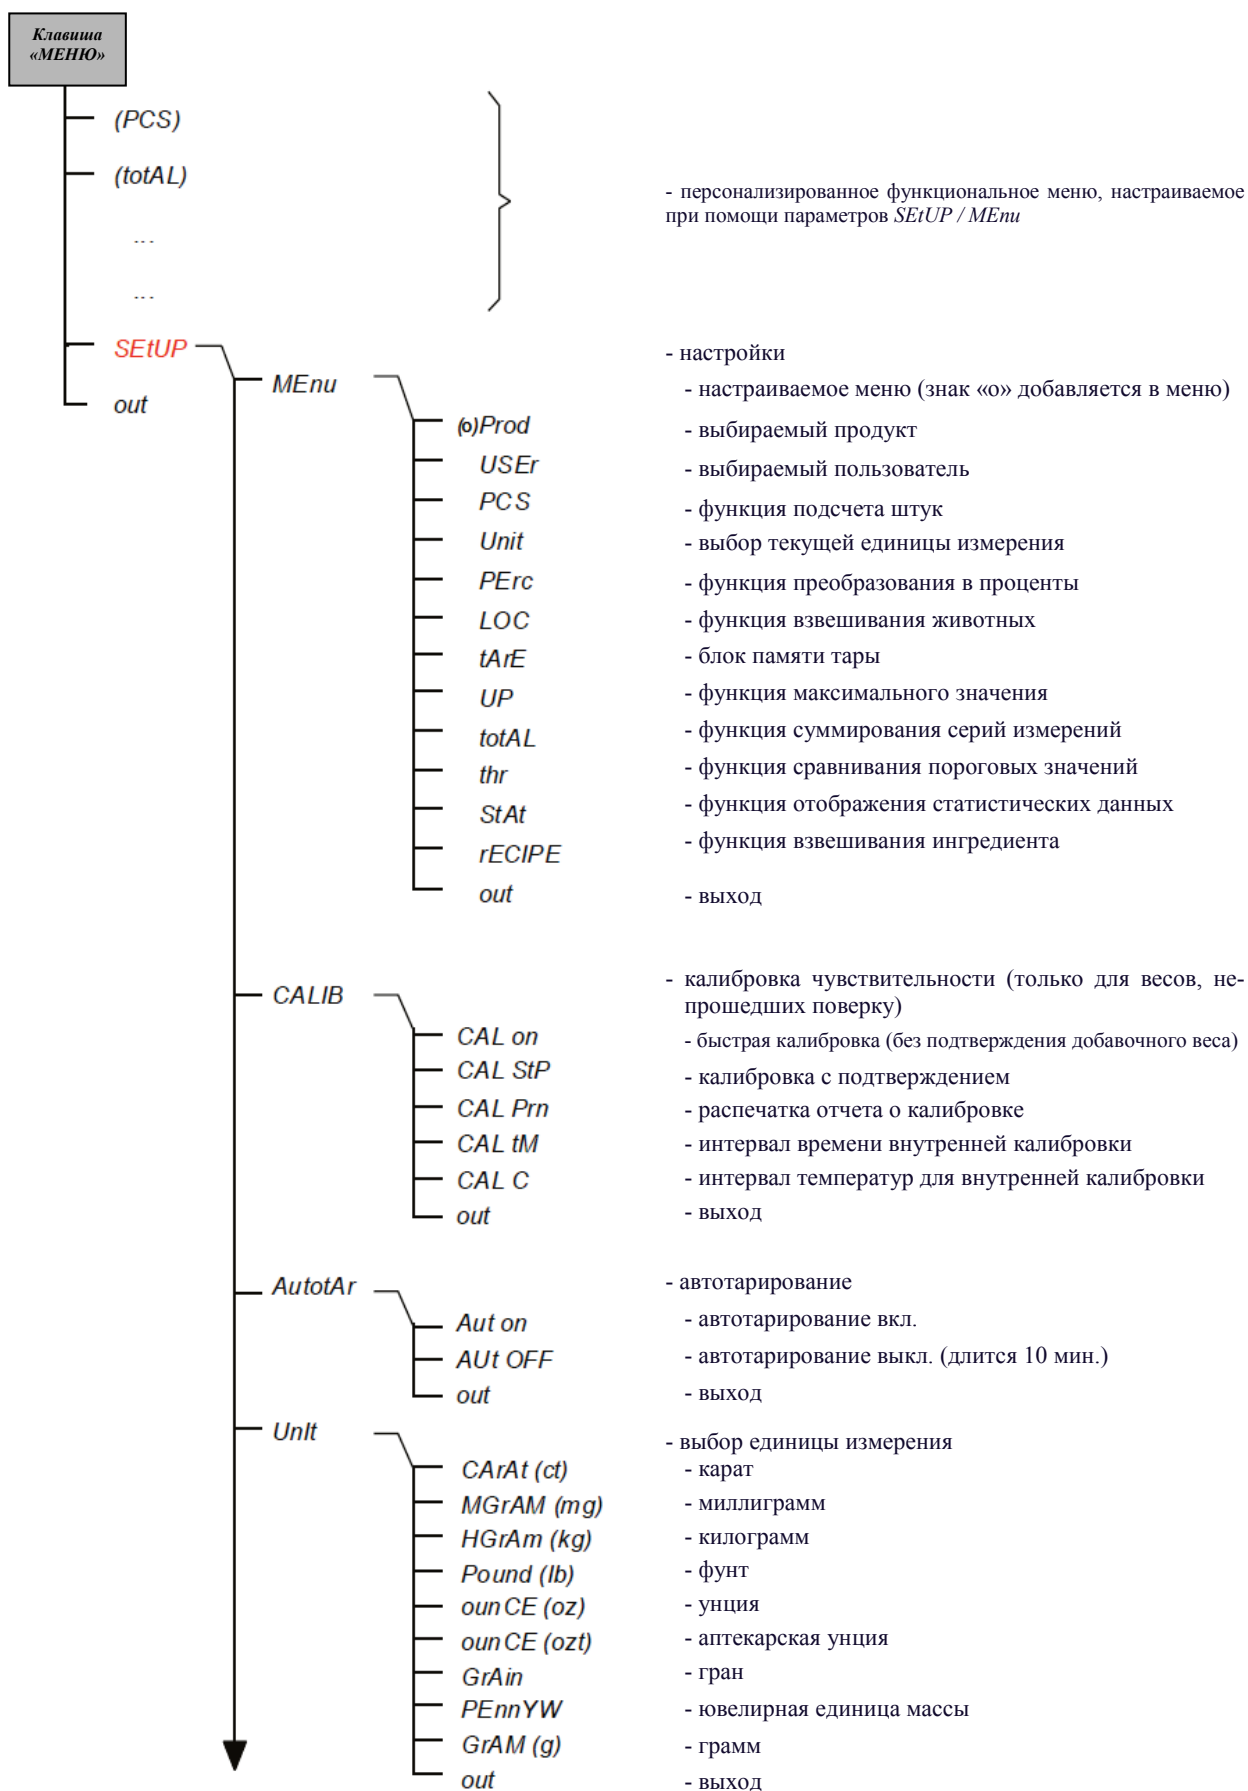 Клавиша
«МЕНЮ»
(PCS)
(totAL)
- персонализированное функциональное меню, настраиваемое
при помощи параметров SEtUP / MEnu
...
...
SEtUP
- настройки
MEnu
- настраиваемое меню (знак «о» добавляется в меню)
out
(o)Prod
- выбираемый продукт
USEr
- выбираемый пользователь
PCS
- функция подсчета штук
Unit
- выбор текущей единицы измерения
PErc
- функция преобразования в проценты
LOC
- функция взвешивания животных
tArE
- блок памяти тары
UP
- функция максимального значения
totAL
- функция суммирования серий измерений
thr
- функция сравнивания пороговых значений
StAt
- функция отображения статистических данных
rECIPE
- функция взвешивания ингредиента
out
- выход
CALIB
- калибровка чувствительности (только для весов, не-
прошедших поверку)
CAL on
- быстрая калибровка (без подтверждения добавочного веса)
CAL StP
- калибровка с подтверждением
CAL Prn
- распечатка отчета о калибровке
CAL tM
- интервал времени внутренней калибровки
CAL C
- интервал температур для внутренней калибровки
out
- выход
AutotAr
- автотарирование
Aut on
- автотарирование вкл.
AUt OFF
- автотарирование выкл. (длится 10 мин.)
out
- выход
UnIt
- выбор единицы измерения
CArAt (ct)
- карат
MGrAM (mg)
- миллиграмм
HGrAm (kg)
- килограмм
Pound (lb)
- фунт
ounCE (oz)
- унция
ounCE (ozt)
- аптекарская унция
GrAin
- гран
PEnnYW
- ювелирная единица массы
GrAM (g)
- грамм
out
- выход